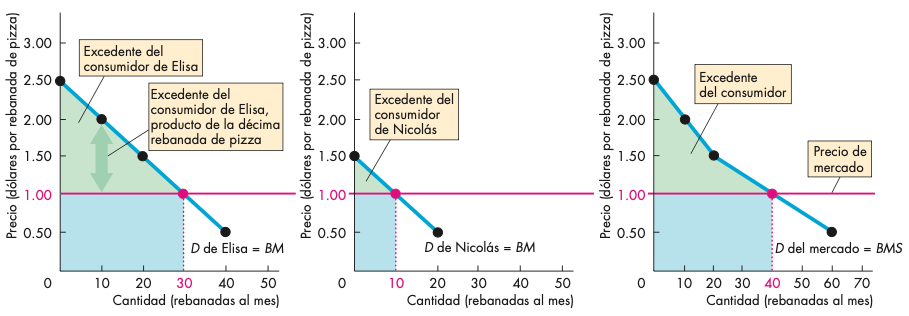 Precio (dólares por rebanada de pizza)
3.00
2.50
2.00
1.50
1.00
0.50
0
10
20
30
40
50
Excedente del
consumidor de Elisa
Excedente del
consumidor de Elisa,
producto de la décima
rebanada de pizza
D de Elisa = BM
Cantidad (rebanadas al mes)
Precio (dólares por rebanada de pizza)
3.00
2.50
2.00
1.50
1.00
0.50
0
10
20
30
40
50
Excedente del
consumidor
de Nicolás
D de Nicolás = BM
Cantidad (rebanadas al mes)
Precio (dólares por rebanada de pizza)
3.00
2.50
2.00
1.50
1.00
0.50
0
10
20
30
40
50
60
70
Excedente
del consumidor
Precio de
mercado
D del mercado = BMS
Cantidad (rebanadas al mes)